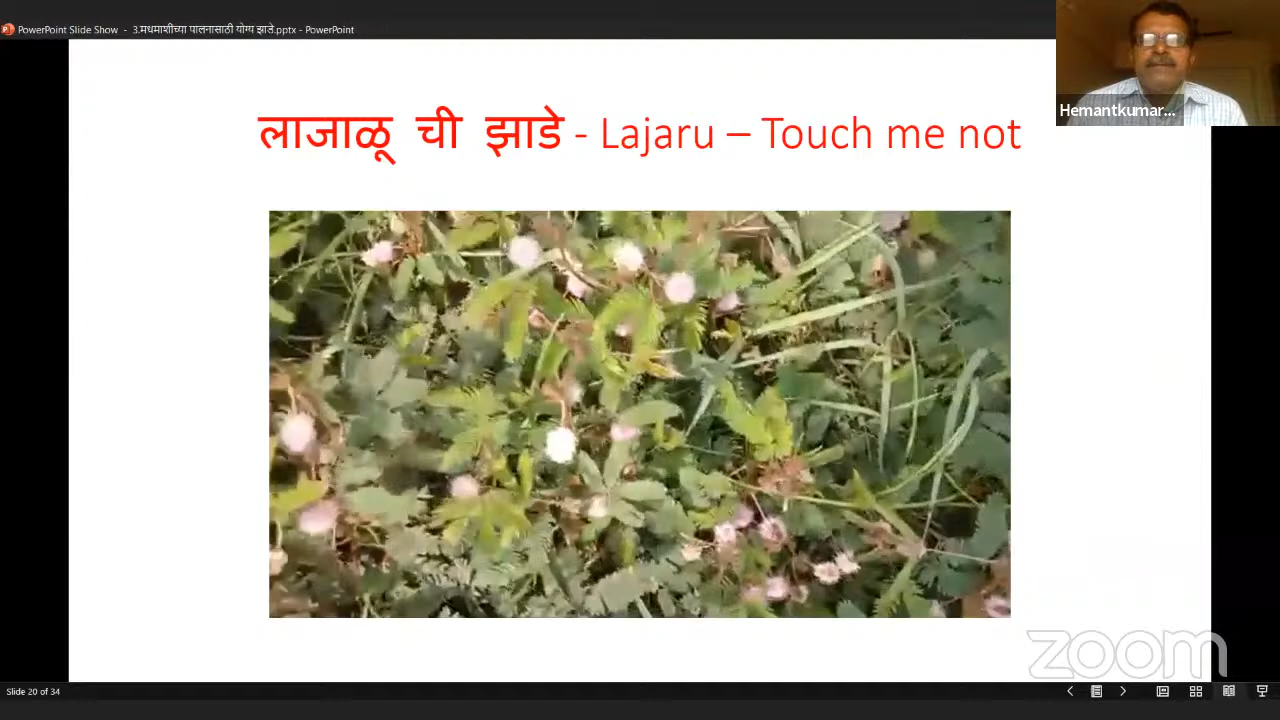 PowerPoint Slide Show - 3.मधमाशीच्या पालनासाठी योग्य झाडे.pptx - PowerPoint
Hemantkumar...
लाजाळू ची झाडे - Lajaru – Touch me not
zoom
Slide 20 of 34